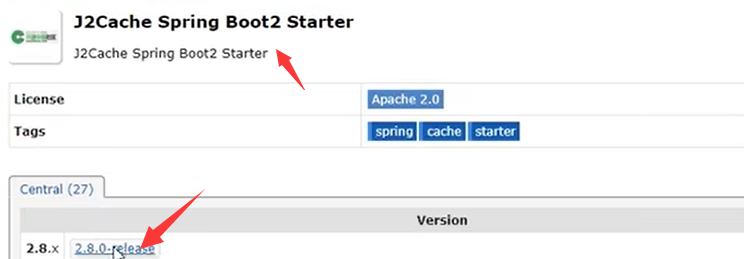 J2Cache Spring Boot2 Starter
J2Cache Spring Boot2 Starter
License Apache 2.0
Tags spring cache starter
Central (27)
Version
2.8.x 2.8.0-release